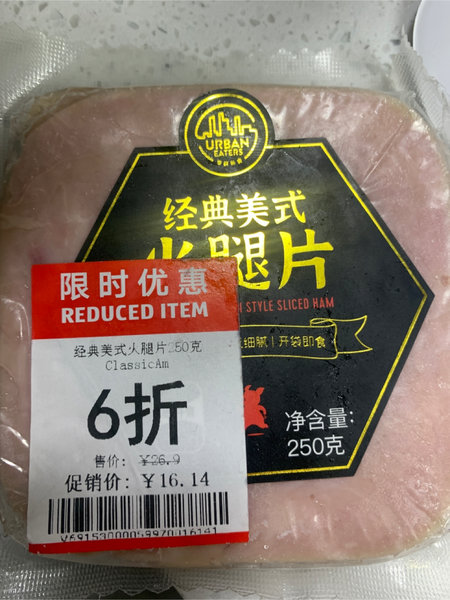 URBAN
EATERS
经典美式
火腿片
STYLE SLICED HAM
细腻|开袋即食
净含量:
250克
限时优惠
REDUCED ITEM
经典美式火腿片250克
ClassicAm
6折
售价: ¥26.9
促销价: ¥16.14